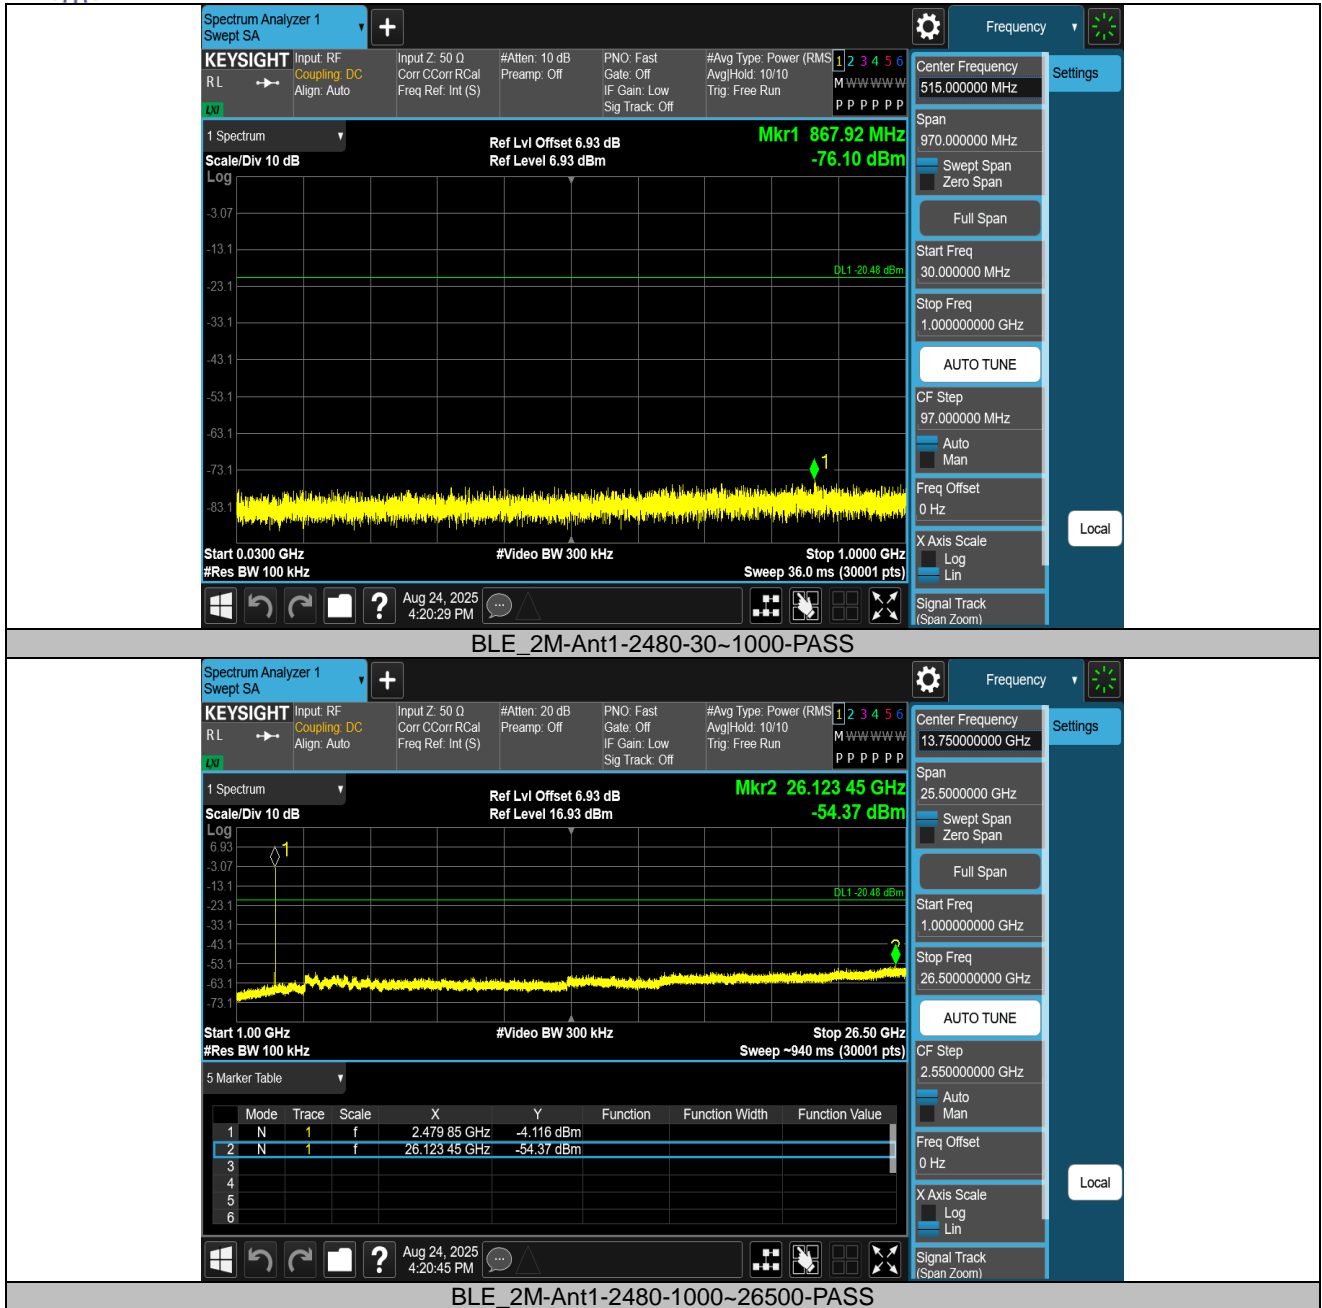 Spectrum Analyzer 1
Swept SA
Frequency
KEYSIGHT
RL
LXI
Input: RF
Coupling: DC
Align: Auto
Input Z: 50 Ω
Corr CCorr RCal
Freq Ref: Int (S)
#Atten: 10 dB
Preamp: Off
PNO: Fast
Gate: Off
IF Gain: Low
Sig Track: Off
#Avg Type: Power (RMS
Avg|Hold: 10/10
Trig: Free Run
1 2 3 4 5 6
M W W W W W
P P P P P P
Center Frequency
515.000000 MHz
Settings
Span
970.000000 MHz
Swept Span
Zero Span
Full Span
Start Freq
30.000000 MHz
Stop Freq
1.000000000 GHz
AUTO TUNE
CF Step
97.000000 MHz
Auto
Man
Freq Offset
0 Hz
X Axis Scale
Log
Lin
Signal Track
(Span Zoom)
Local
1 Spectrum
Scale/Div 10 dB
Ref Lvl Offset 6.93 dB
Ref Level 6.93 dBm
Mkr1 867.92 MHz
-76.10 dBm
Log
-3.07
-13.1
DL1 -20.48 dBm
-23.1
-33.1
-43.1
-53.1
-63.1
-73.1
1
-83.1
Start 0.0300 GHz
#Video BW 300 kHz
Stop 1.0000 GHz
#Res BW 100 kHz
Sweep 36.0 ms (30001 pts)
Aug 24, 2025
4:20:29 PM
BLE_2M-Ant1-2480-30~1000-PASS
Spectrum Analyzer 1
Swept SA
Frequency
KEYSIGHT
RL
LXI
Input: RF
Coupling: DC
Align: Auto
Input Z: 50 Ω
Corr CCorr RCal
Freq Ref: Int (S)
#Atten: 20 dB
Preamp: Off
PNO: Fast
Gate: Off
IF Gain: Low
Sig Track: Off
#Avg Type: Power (RMS
Avg|Hold: 10/10
Trig: Free Run
1 2 3 4 5 6
M W W W W W
P P P P P P
Center Frequency
13.750000000 GHz
Settings
Span
25.5000000 GHz
Swept Span
Zero Span
Full Span
Start Freq
1.000000000 GHz
Stop Freq
26.500000000 GHz
AUTO TUNE
CF Step
2.550000000 GHz
Auto
Man
Freq Offset
0 Hz
X Axis Scale
Log
Lin
Signal Track
(Span Zoom)
Local
1 Spectrum
Scale/Div 10 dB
Ref Lvl Offset 6.93 dB
Ref Level 16.93 dBm
Mkr2 26.123 45 GHz
-54.37 dBm
Log
6.93
1
-3.07
-13.1
DL1 -20.48 dBm
-23.1
-33.1
-43.1
2
-53.1
-63.1
-73.1
Start 1.00 GHz
#Video BW 300 kHz
Stop 26.50 GHz
#Res BW 100 kHz
Sweep ~940 ms (30001 pts)
5 Marker Table
Mode Trace Scale X Y Function Function Width Function Value
1 N 1 f 2.479 85 GHz -4.116 dBm
2 N 1 f 26.123 45 GHz -54.37 dBm
3
4
5
6
Aug 24, 2025
4:20:45 PM
BLE_2M-Ant1-2480-1000~26500-PASS